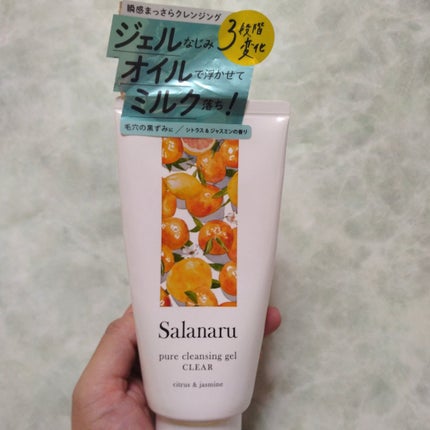 瞬感まっさらクレンジング
ジェルなじみ
オイルで浮かせて
ミルク落ち!
3段階
変化
毛穴の黒ずみに/シトラス&ジャスミンの香り
Salanaru
pure cleansing gel
CLEAR
citrus & jasmine